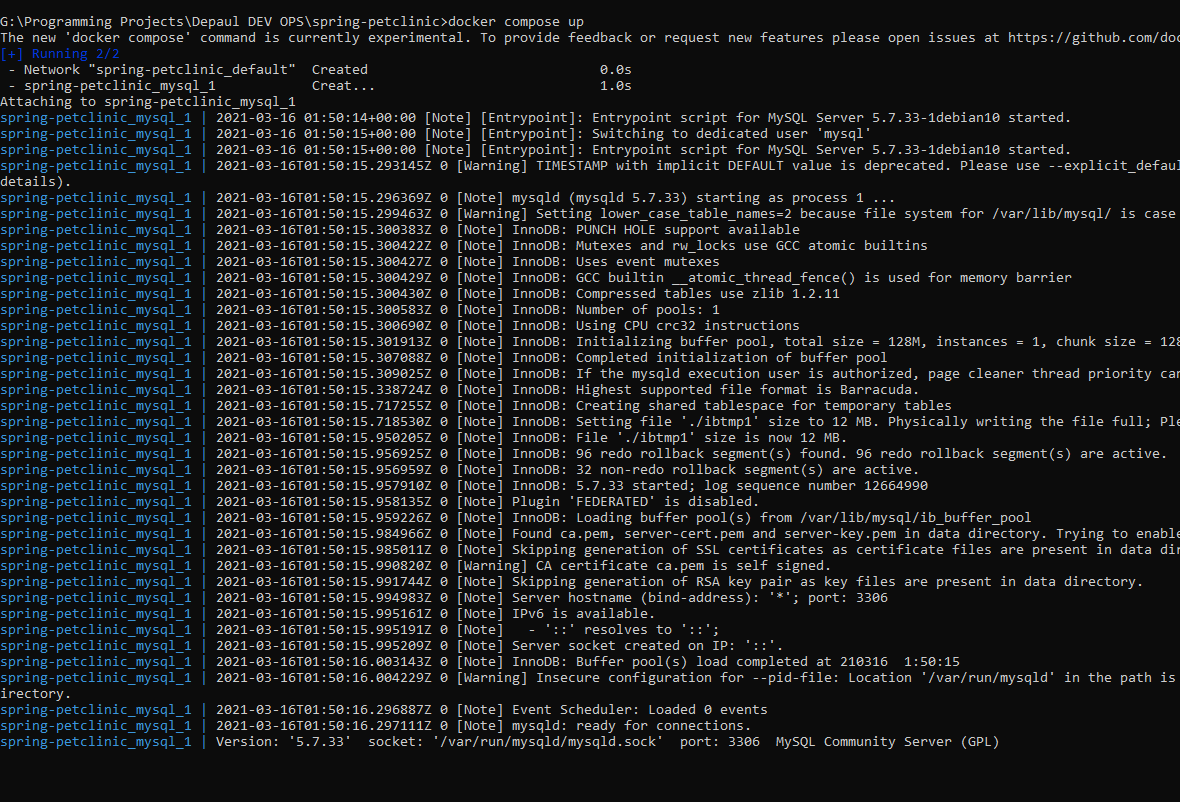 G:\Programming Projects\Depaul DEV OPS\spring-petclinic>docker compose up
The new 'docker compose' command is currently experimental. To provide feedback or request new features please open issues at https://github.com/doc
[+] Running 2/2
 - Network "spring-petclinic_default"  Created                             0.0s
 - spring-petclinic_mysql_1            Creat...                            1.0s
Attaching to spring-petclinic_mysql_1
spring-petclinic_mysql_1 | 2021-03-16 01:50:14+00:00 [Note] [Entrypoint]: Entrypoint script for MySQL Server 5.7.33-1debian10 started.
spring-petclinic_mysql_1 | 2021-03-16 01:50:15+00:00 [Note] [Entrypoint]: Switching to dedicated user 'mysql'
spring-petclinic_mysql_1 | 2021-03-16 01:50:15+00:00 [Note] [Entrypoint]: Entrypoint script for MySQL Server 5.7.33-1debian10 started.
spring-petclinic_mysql_1 | 2021-03-16T01:50:15.293145Z 0 [Warning] TIMESTAMP with implicit DEFAULT value is deprecated. Please use --explicit_defaul
details).
spring-petclinic_mysql_1 | 2021-03-16T01:50:15.296369Z 0 [Note] mysqld (mysqld 5.7.33) starting as process 1 ...
spring-petclinic_mysql_1 | 2021-03-16T01:50:15.299463Z 0 [Warning] Setting lower_case_table_names=2 because file system for /var/lib/mysql/ is case
spring-petclinic_mysql_1 | 2021-03-16T01:50:15.300383Z 0 [Note] InnoDB: PUNCH HOLE support available
spring-petclinic_mysql_1 | 2021-03-16T01:50:15.300422Z 0 [Note] InnoDB: Mutexes and rw_locks use GCC atomic builtins
spring-petclinic_mysql_1 | 2021-03-16T01:50:15.300427Z 0 [Note] InnoDB: Uses event mutexes
spring-petclinic_mysql_1 | 2021-03-16T01:50:15.300429Z 0 [Note] InnoDB: GCC builtin __atomic_thread_fence() is used for memory barrier
spring-petclinic_mysql_1 | 2021-03-16T01:50:15.300430Z 0 [Note] InnoDB: Compressed tables use zlib 1.2.11
spring-petclinic_mysql_1 | 2021-03-16T01:50:15.300583Z 0 [Note] InnoDB: Number of pools: 1
spring-petclinic_mysql_1 | 2021-03-16T01:50:15.300690Z 0 [Note] InnoDB: Using CPU crc32 instructions
spring-petclinic_mysql_1 | 2021-03-16T01:50:15.301913Z 0 [Note] InnoDB: Initializing buffer pool, total size = 128M, instances = 1, chunk size = 128
spring-petclinic_mysql_1 | 2021-03-16T01:50:15.307088Z 0 [Note] InnoDB: Completed initialization of buffer pool
spring-petclinic_mysql_1 | 2021-03-16T01:50:15.309025Z 0 [Note] InnoDB: If the mysqld execution user is authorized, page cleaner thread priority can
spring-petclinic_mysql_1 | 2021-03-16T01:50:15.338724Z 0 [Note] InnoDB: Highest supported file format is Barracuda.
spring-petclinic_mysql_1 | 2021-03-16T01:50:15.717255Z 0 [Note] InnoDB: Creating shared tablespace for temporary tables
spring-petclinic_mysql_1 | 2021-03-16T01:50:15.718530Z 0 [Note] InnoDB: Setting file './ibtmp1' size to 12 MB. Physically writing the file full; Ple
spring-petclinic_mysql_1 | 2021-03-16T01:50:15.950205Z 0 [Note] InnoDB: File './ibtmp1' size is now 12 MB.
spring-petclinic_mysql_1 | 2021-03-16T01:50:15.956925Z 0 [Note] InnoDB: 96 redo rollback segment(s) found. 96 redo rollback segment(s) are active.
spring-petclinic_mysql_1 | 2021-03-16T01:50:15.956959Z 0 [Note] InnoDB: 32 non-redo rollback segment(s) are active.
spring-petclinic_mysql_1 | 2021-03-16T01:50:15.957910Z 0 [Note] InnoDB: 5.7.33 started; log sequence number 12664990
spring-petclinic_mysql_1 | 2021-03-16T01:50:15.958135Z 0 [Note] Plugin 'FEDERATED' is disabled.
spring-petclinic_mysql_1 | 2021-03-16T01:50:15.959226Z 0 [Note] InnoDB: Loading buffer pool(s) from /var/lib/mysql/ib_buffer_pool
spring-petclinic_mysql_1 | 2021-03-16T01:50:15.984966Z 0 [Note] Found ca.pem, server-cert.pem and server-key.pem in data directory. Trying to enable
spring-petclinic_mysql_1 | 2021-03-16T01:50:15.985011Z 0 [Note] Skipping generation of SSL certificates as certificate files are present in data dir
spring-petclinic_mysql_1 | 2021-03-16T01:50:15.990820Z 0 [Warning] CA certificate ca.pem is self signed.
spring-petclinic_mysql_1 | 2021-03-16T01:50:15.991744Z 0 [Note] Skipping generation of RSA key pair as key files are present in data directory.
spring-petclinic_mysql_1 | 2021-03-16T01:50:15.994983Z 0 [Note] Server hostname (bind-address): '*'; port: 3306
spring-petclinic_mysql_1 | 2021-03-16T01:50:15.995161Z 0 [Note] IPv6 is available.
spring-petclinic_mysql_1 | 2021-03-16T01:50:15.995191Z 0 [Note]   - '::' resolves to '::';
spring-petclinic_mysql_1 | 2021-03-16T01:50:15.995209Z 0 [Note] Server socket created on IP: '::'.
spring-petclinic_mysql_1 | 2021-03-16T01:50:16.003143Z 0 [Note] InnoDB: Buffer pool(s) load completed at 210316  1:50:15
spring-petclinic_mysql_1 | 2021-03-16T01:50:16.004229Z 0 [Warning] Insecure configuration for --pid-file: Location '/var/run/mysqld' in the path is
irectory.
spring-petclinic_mysql_1 | 2021-03-16T01:50:16.296887Z 0 [Note] Event Scheduler: Loaded 0 events
spring-petclinic_mysql_1 | 2021-03-16T01:50:16.297111Z 0 [Note] mysqld: ready for connections.
spring-petclinic_mysql_1 | Version: '5.7.33'  socket: '/var/run/mysqld/mysqld.sock'  port: 3306  MySQL Community Server (GPL)